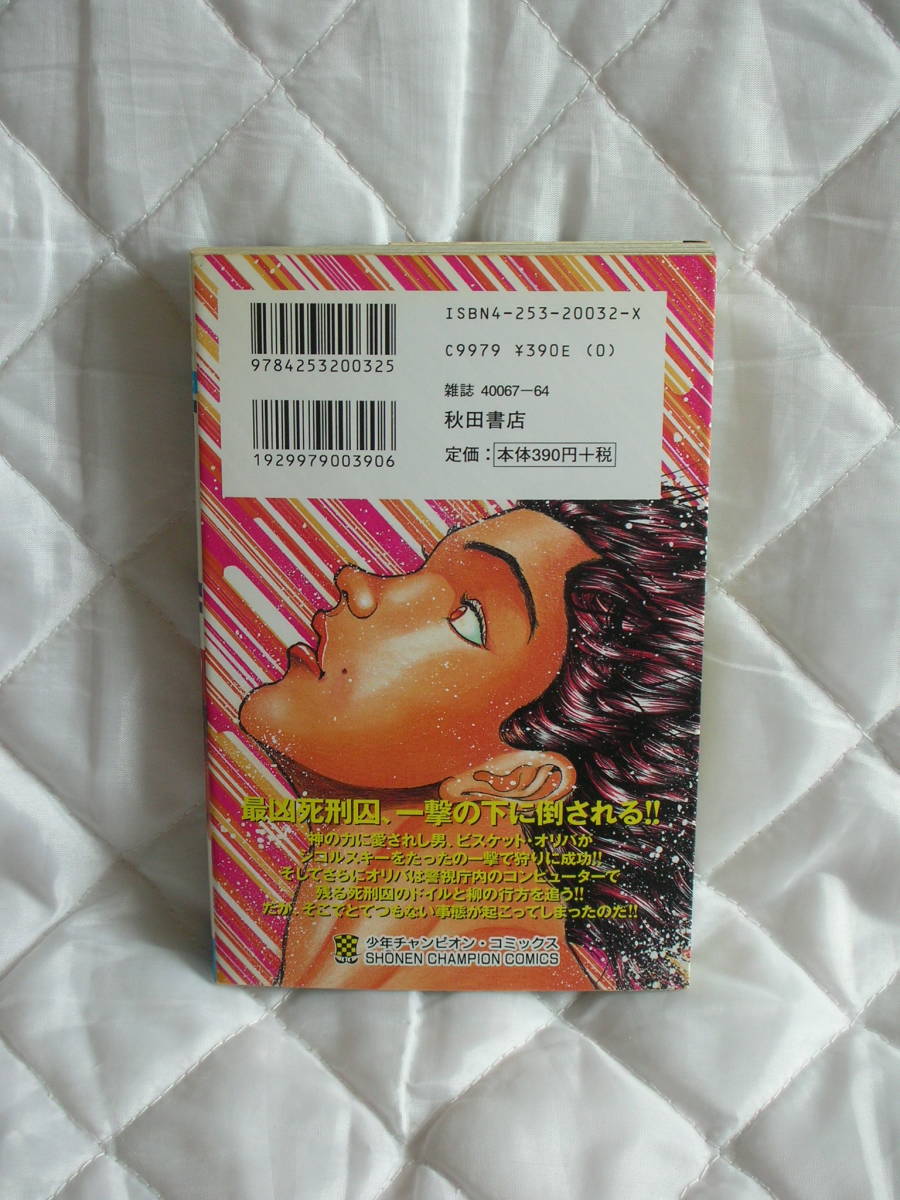 ISBN4-253-20032-X
C9979 ¥390E (0)
9784253200325
雑誌 40067-64
秋田書店
1929979003906
定価：本体390円+税
最凶死刑囚、一撃の下に倒される!!
神の力に愛されし男、ビスケット・オリバが
シコルスキーをたったの一撃で狩りに成功!!
そしてさらにオリバは警視庁内のコンピューターで
残る死刑囚のドイルと柳の行方を追う!!
だが、そこでとてつもない事態が起こってしまったのだ!!
少年チャンピオン・コミックス
SHŌNEN CHAMPION COMICS